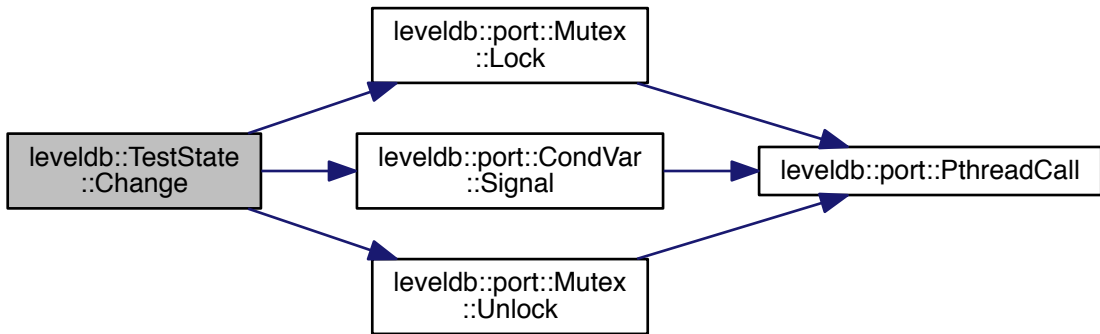 leveldb::TestState
::Change
leveldb::port::Mutex
::Lock
leveldb::port::CondVar
::Signal
leveldb::port::Mutex
::Unlock
leveldb::port::PthreadCall